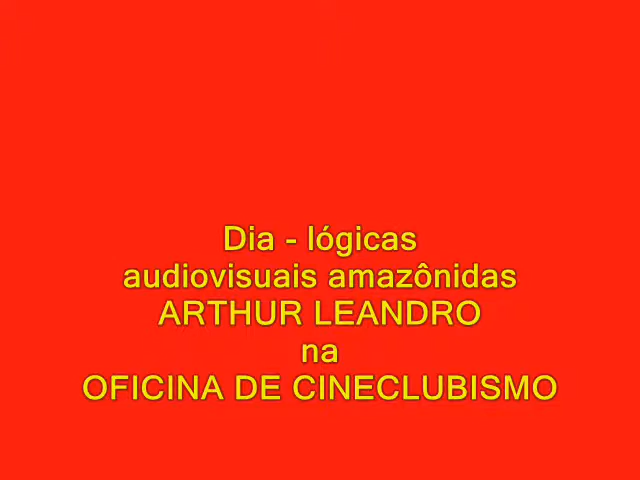 Dia - lógicas
audiovisuais amazônidas
ARTHUR LEANDRO
na
OFICINA DE CINECLUBISMO